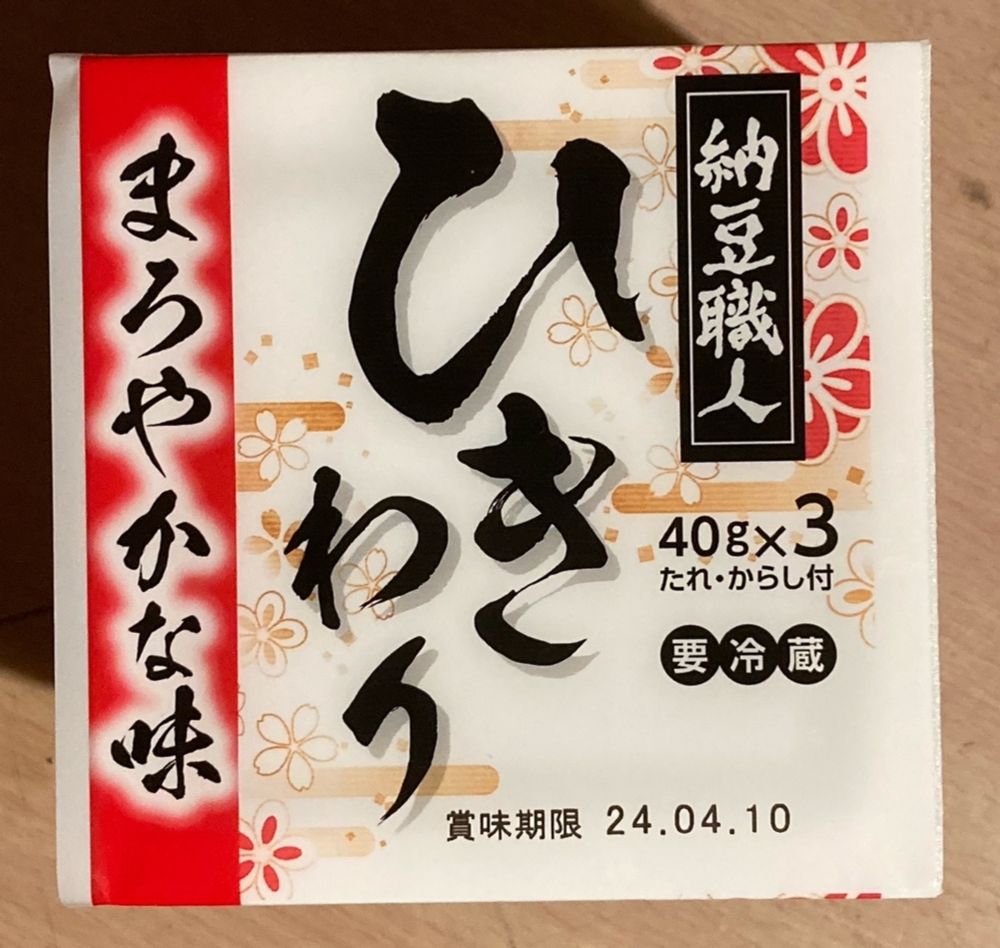 納豆職人
ひきわり
まろやかな味
40g×3
たれ・からし付
要冷蔵
賞味期限 24.04.10